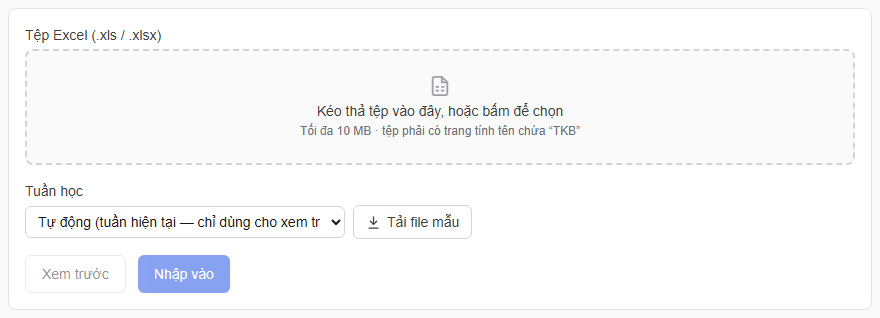 Tệp Excel (.xls / .xlsx)
Kéo thả tệp vào đây, hoặc bấm để chọn
Tối đa 10 MB · tệp phải có trang tính tên chứa “TKB”
Tuần học
Tự động (tuần hiện tại — chỉ dùng cho xem tr
Tải file mẫu
Xem trước
Nhập vào